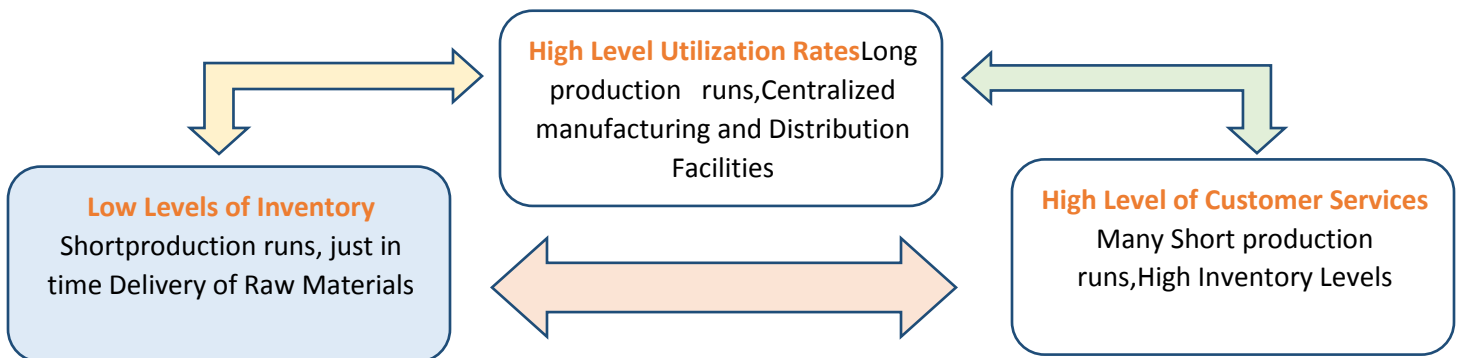 High Level Utilization RatesLong
production runs,Centralized
manufacturing and Distribution
Facilities
Low Levels of Inventory
Shortproduction runs, just in
time Delivery of Raw Materials
High Level of Customer Services
Many Short production
runs,High Inventory Levels